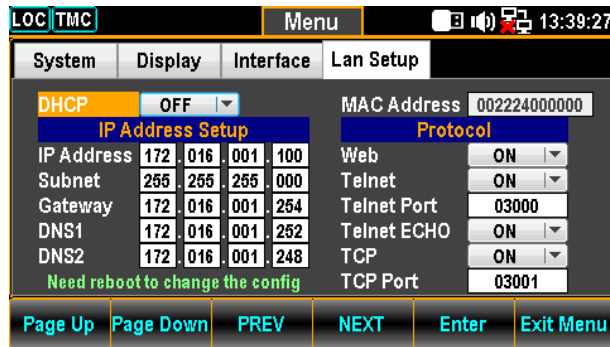 LOC TMC Menu 13:39:27
System Display Interface Lan Setup
DHCP OFF MAC Address 002224000000
IP Address Setup Protocol
IP Address 172 . 016 . 001 . 100 Web ON
Subnet 255 . 255 . 255 . 000 Telnet ON
Gateway 172 . 016 . 001 . 254 Telnet Port 03000
DNS1 172 . 016 . 001 . 252 Telnet ECHO ON
DNS2 172 . 016 . 001 . 248 TCP ON
Need reboot to change the config TCP Port 03001
Page Up Page Down PREV NEXT Enter Exit Menu